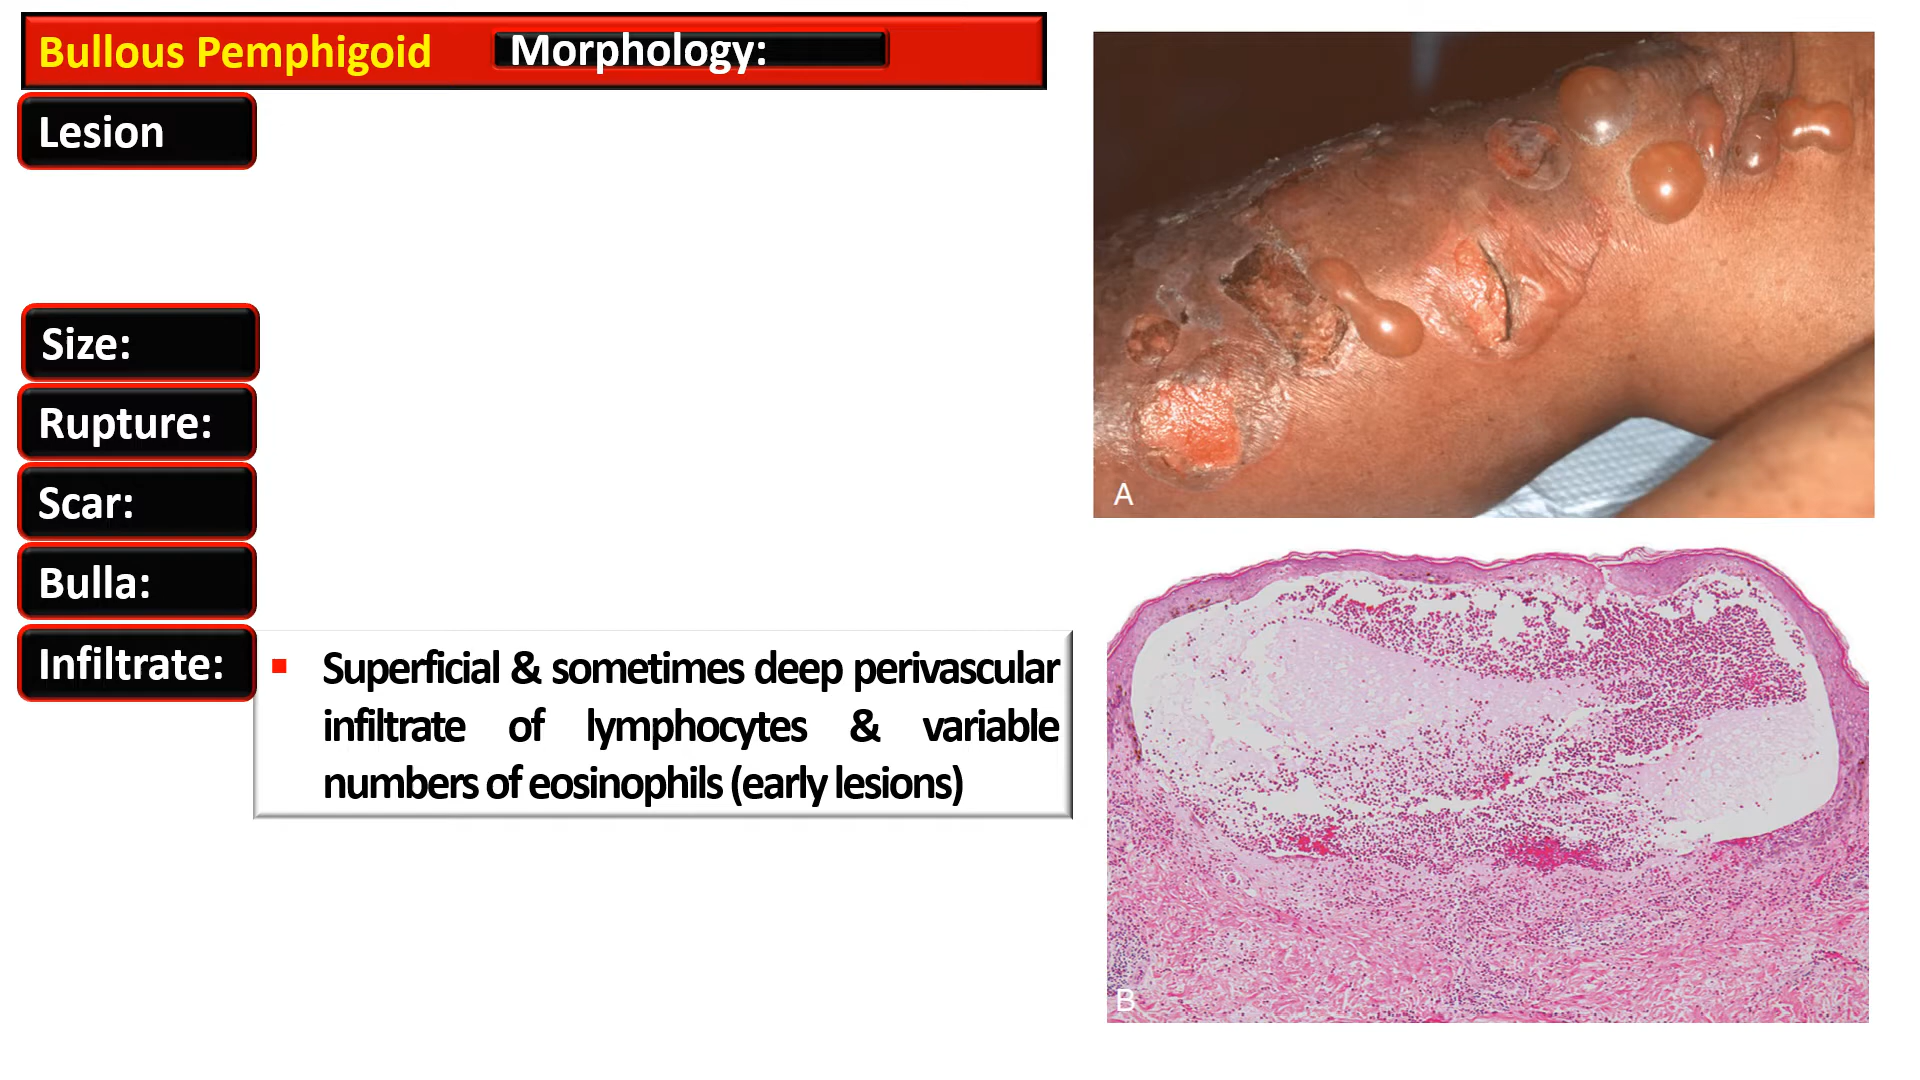 Bullous Pemphigoid Morphology:
Lesion
Size:
Rupture:
Scar:
Bulla:
Infiltrate:
▪ Superficial & sometimes deep perivascular
infiltrate of lymphocytes & variable
numbers of eosinophils (early lesions)
A
B